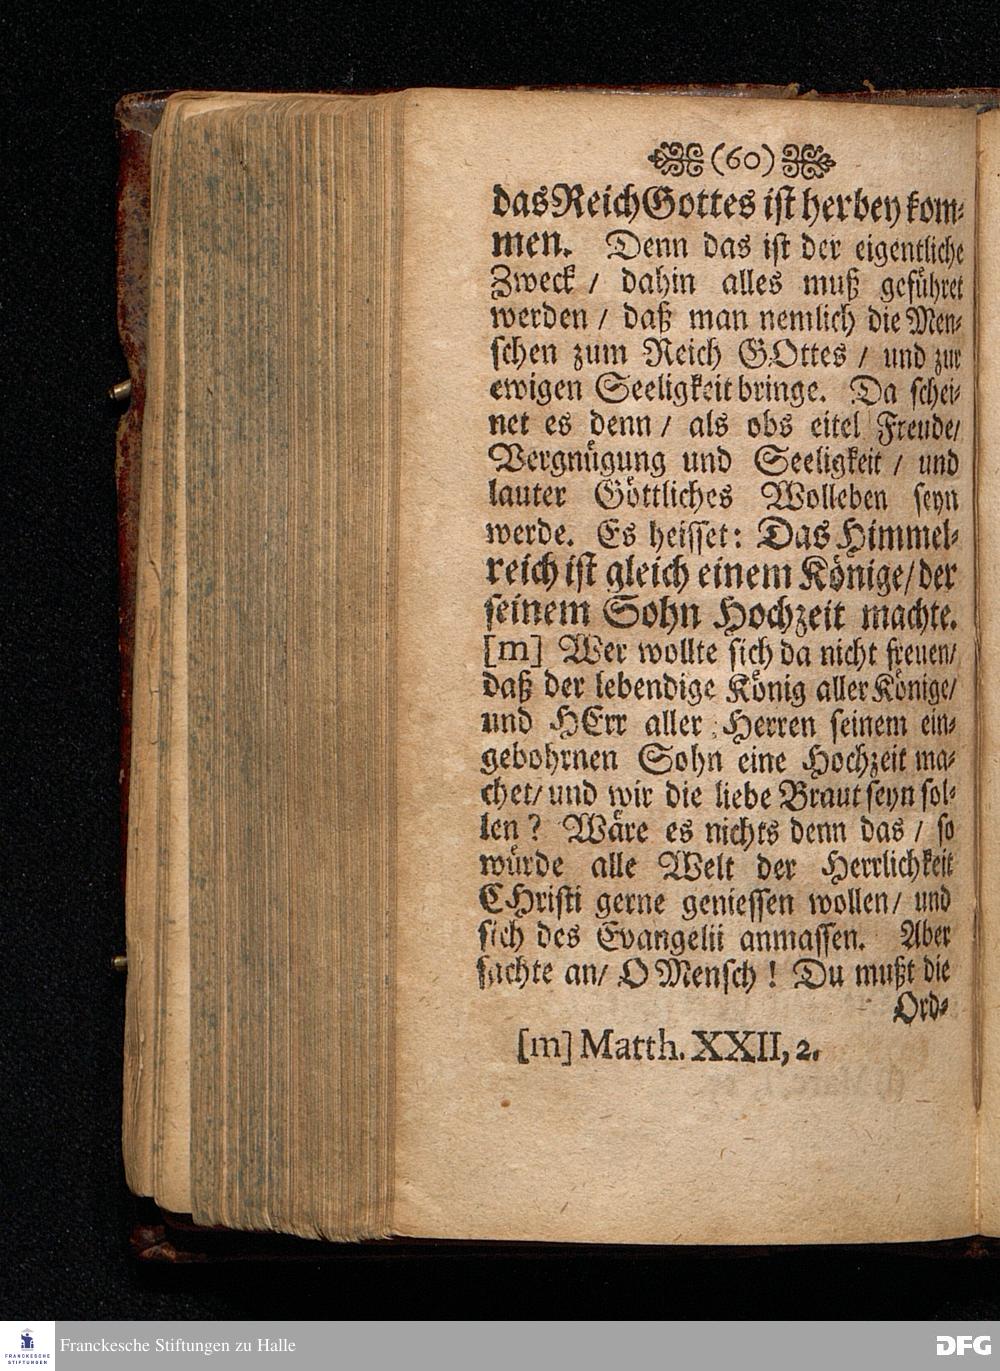 (60)
das Reich Gottes ist herbey kom-
men. Denn das ist der eigentliche
Zweck / dahin alles muß geführet
werden / daß man nemlich die Men-
schen zum Reich GOttes / und zur
ewigen Seeligkeit bringe. Da schei-
net es denn / als obs eitel Freude/
Vergnügung und Seeligkeit / und
lauter Göttliches Wolleben seyn
werde. Es heisset: Das Himmel-
reich ist gleich einem Könige/ der
seinem Sohn Hochzeit machte.
[m] Wer wollte sich da nicht freuen/
daß der lebendige König aller Könige/
und HErr aller Herren seinem ein-
gebohrnen Sohn eine Hochzeit ma-
chet/ und wir die liebe Braut seyn sol-
len? Wäre es nichts denn das / so
würde alle Welt der Herrlichkeit
CHristi gerne geniessen wollen/ und
sich des Evangelii anmassen. Aber
sachte an/ O Mensch! Du mußt die
Ord-
[m] Matth. XXII, 2.
FRANCKESCHE STIFTUNGEN
Franckesche Stiftungen zu Halle
DFG